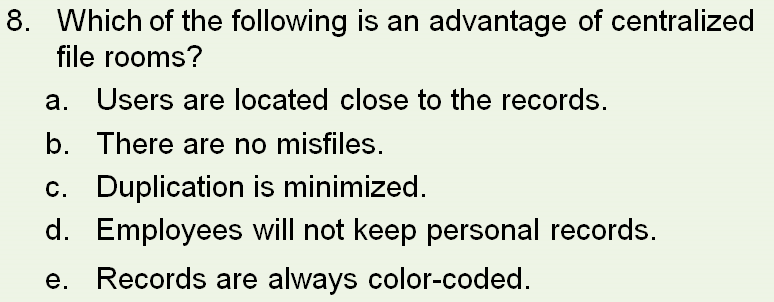 8. Which of the following is an advantage of centralized
file rooms?
a. Users are located close to the records.
b. There are no misfiles.
c. Duplication is minimized.
d. Employees will not keep personal records.
e. Records are always color-coded.